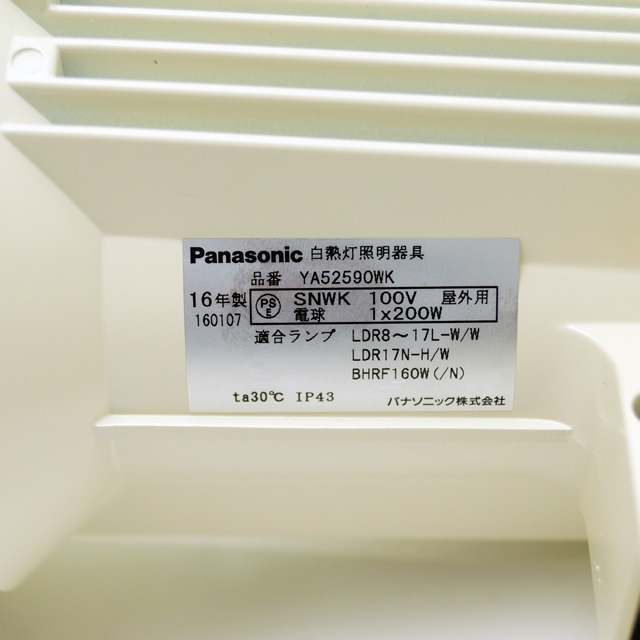 Panasonic 白熱灯照明器具
品番 YA52590WK
16年製 PSE SNWK 100V 屋外用
160107 電球 1x200W
適合ランプ LDR8～17L-W/W
LDR17N-H/W
BHRF160W(/N)
ta30℃ IP43 パナソニック株式会社